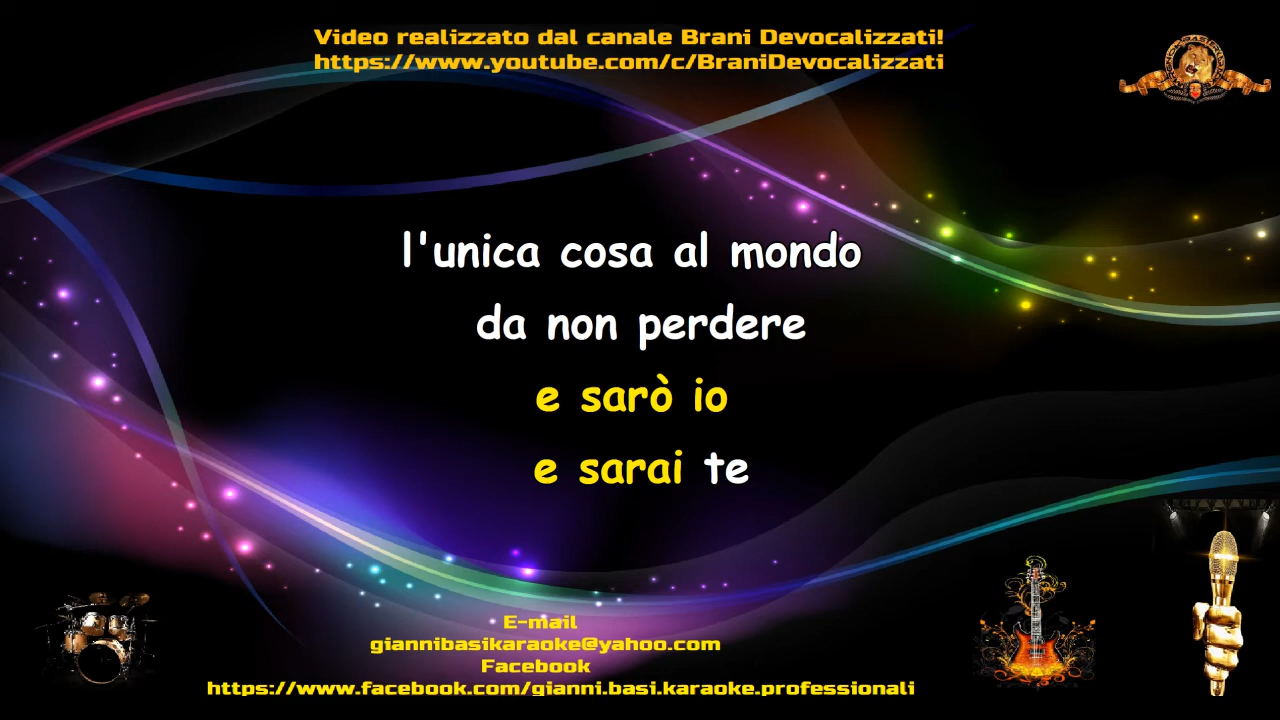 Video realizzato dal canale Brani Devocalizzati!
https://www.youtube.com/c/BraniDevocalizzati
l'unica cosa al mondo
da non perdere
e sarò io
e sarai te
E-mail
giannibasikaraoke@yahoo.com
Facebook
https://www.facebook.com/gianni.basi.karaoke.professionali